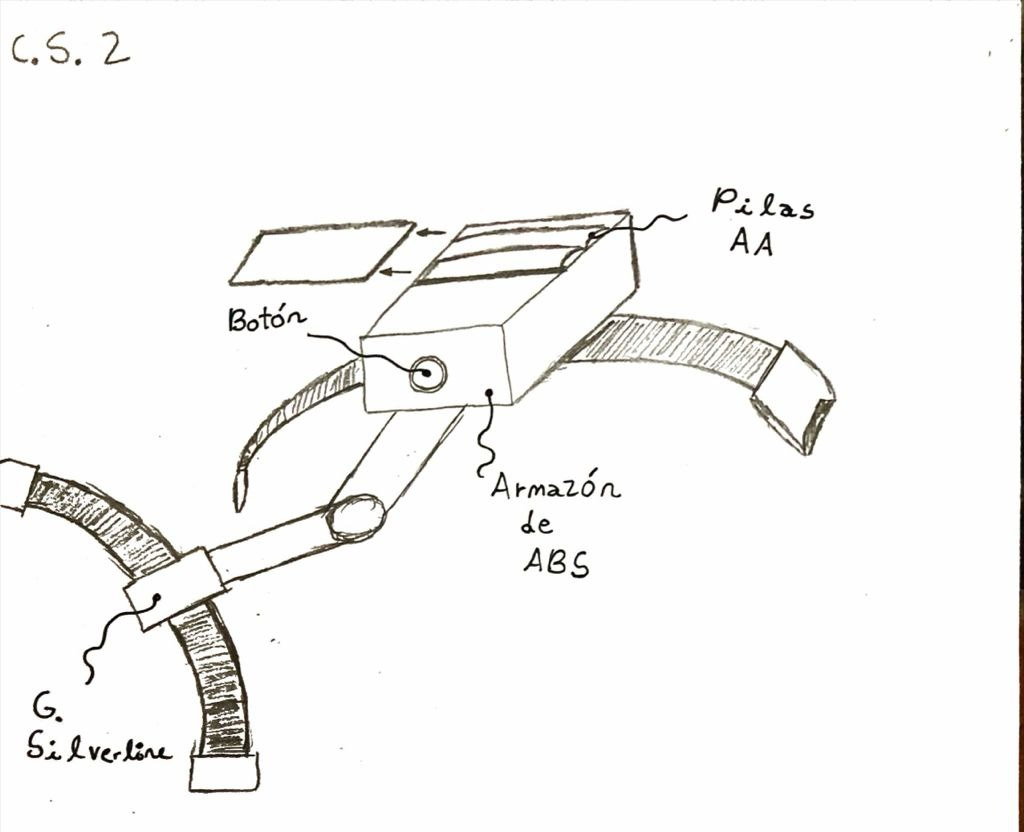 C.S. 2
Pilas
AA
Botón
Armazón
de
ABS
G.
Silverline